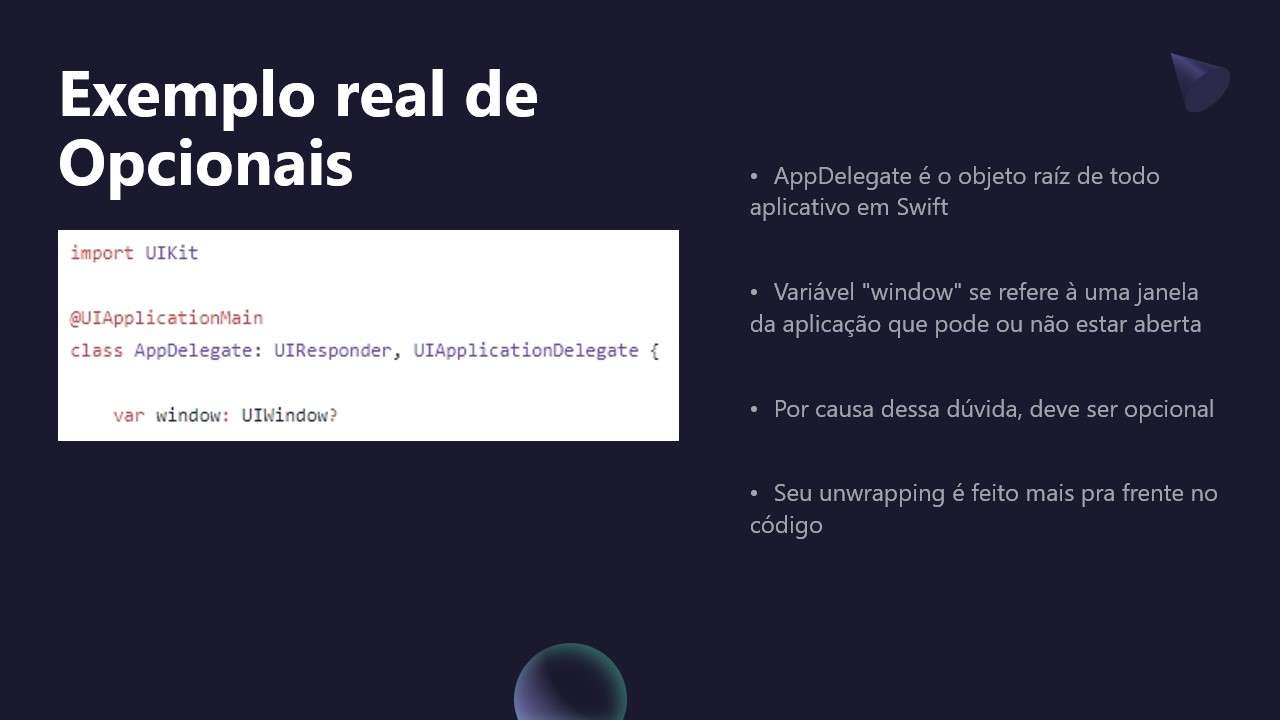 Exemplo real de
Opcionais
import UIKit
@UIApplicationMain
class AppDelegate: UIResponder, UIApplicationDelegate {
var window: UIWindow?
• AppDelegate é o objeto raíz de todo
aplicativo em Swift
• Variável "window" se refere à uma janela
da aplicação que pode ou não estar aberta
• Por causa dessa dúvida, deve ser opcional
• Seu unwrapping é feito mais pra frente no
código